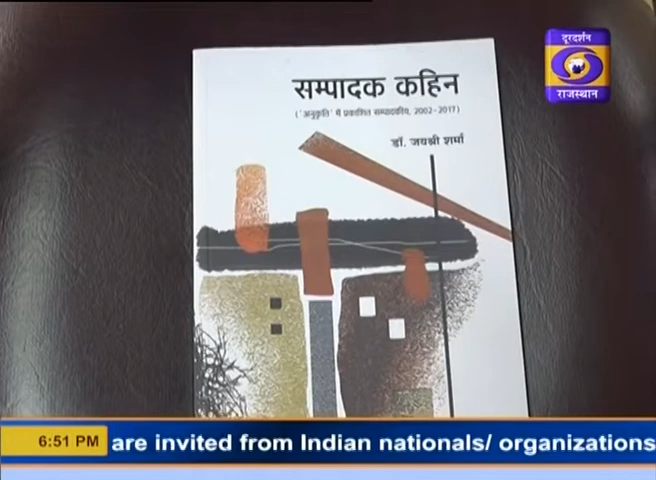 दूरदर्शन
राजस्थान
सम्पादक कहिन
('अनुकृति' में प्रकाशित सम्पादकीय, 2002-2017)
डॉ. जयश्री शर्मा
6:51 PM are invited from Indian nationals/ organizations